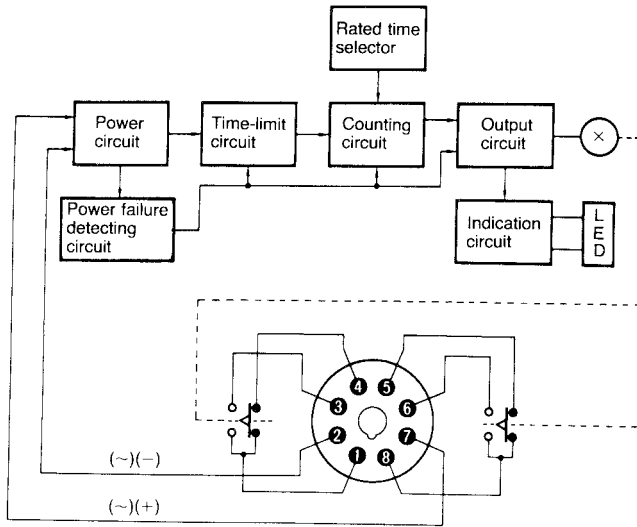 Rated time
selector
Power
circuit
Time-limit
circuit
Counting
circuit
Output
circuit
×
Power failure
detecting
circuit
Indication
circuit
L
E
D
4
5
3
6
2
7
1
8
(~)(−)
(~)(+)